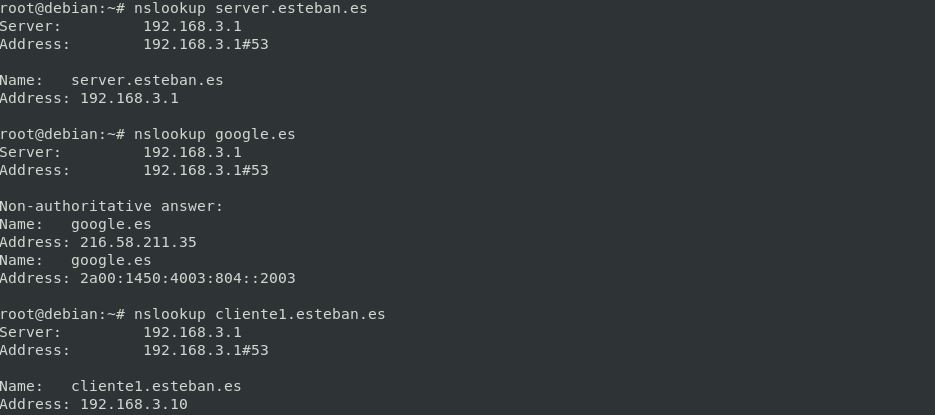 root@debian:~# nslookup server.esteban.es
Server:         192.168.3.1
Address:        192.168.3.1#53

Name:   server.esteban.es
Address: 192.168.3.1

root@debian:~# nslookup google.es
Server:         192.168.3.1
Address:        192.168.3.1#53

Non-authoritative answer:
Name:   google.es
Address: 216.58.211.35
Name:   google.es
Address: 2a00:1450:4003:804::2003

root@debian:~# nslookup cliente1.esteban.es
Server:         192.168.3.1
Address:        192.168.3.1#53

Name:   cliente1.esteban.es
Address: 192.168.3.10